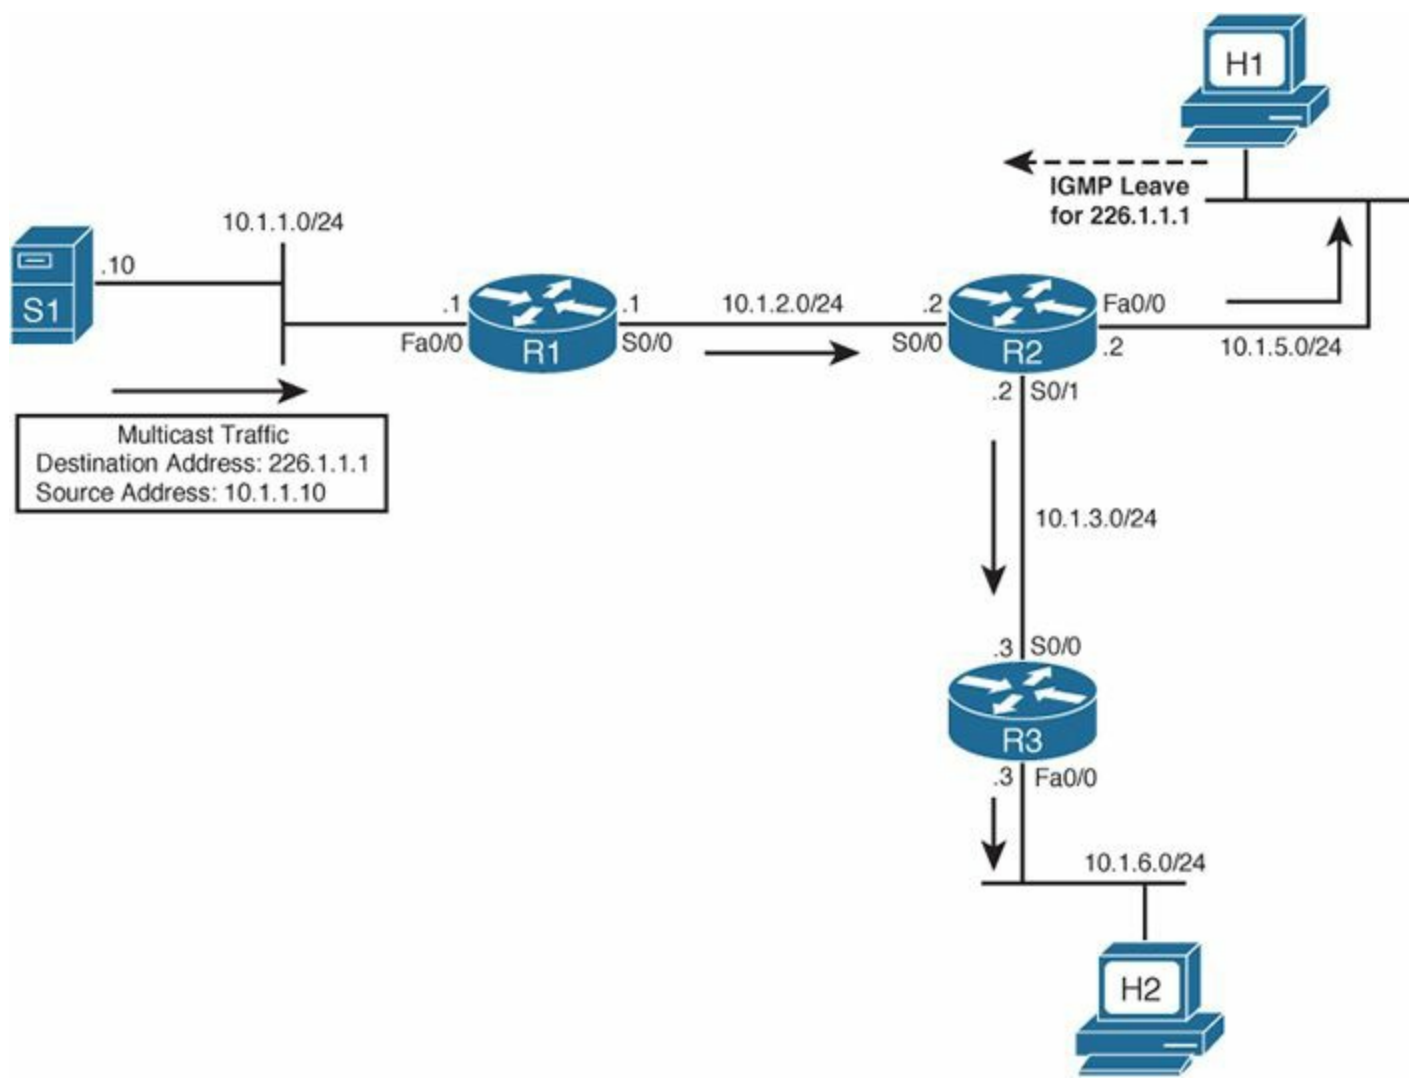 H1
IGMP Leave
for 226.1.1.1
10.1.1.0/24
.10
S1
.1
Fa0/0
R1
.1
S0/0
10.1.2.0/24
.2
S0/0
R2
Fa0/0
.2
10.1.5.0/24
.2 S0/1
Multicast Traffic
Destination Address: 226.1.1.1
Source Address: 10.1.1.10
10.1.3.0/24
.3 S0/0
R3
.3 Fa0/0
10.1.6.0/24
H2